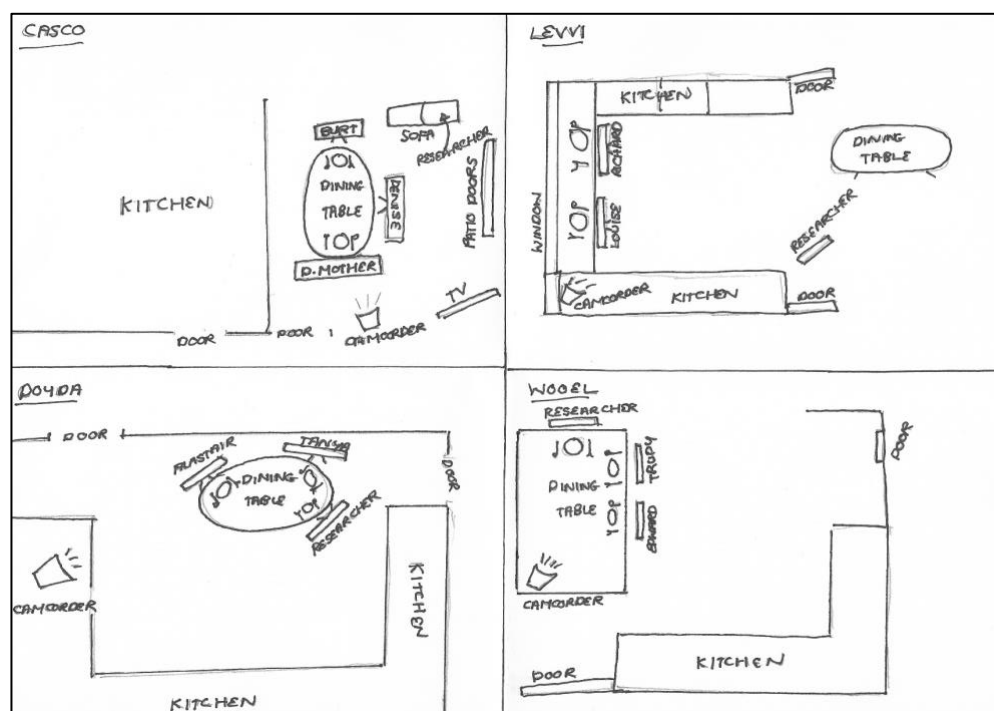 CASCO
BURT
SOFA
RESEARCHER
KITCHEN
DINING
TABLE
DENISE
PATIO DOORS
D.MOTHER
TV
DOOR
DOOR
CAMCORDER
LEVVI
KITCHEN
DOOR
RICHARD
DINING
TABLE
WINDOW
LOUISE
RESEARCHER
CAMCORDER
KITCHEN
DOOR
DOYDA
DOOR
TANSIA
ALASTAIR
DINING
TABLE
DOOR
RESEARCHER
CAMCORDER
KITCHEN
KITCHEN
WOOEL
RESEARCHER
DINING
TABLE
TRUDY
EDWARD
DOOR
CAMCORDER
KITCHEN
DOOR